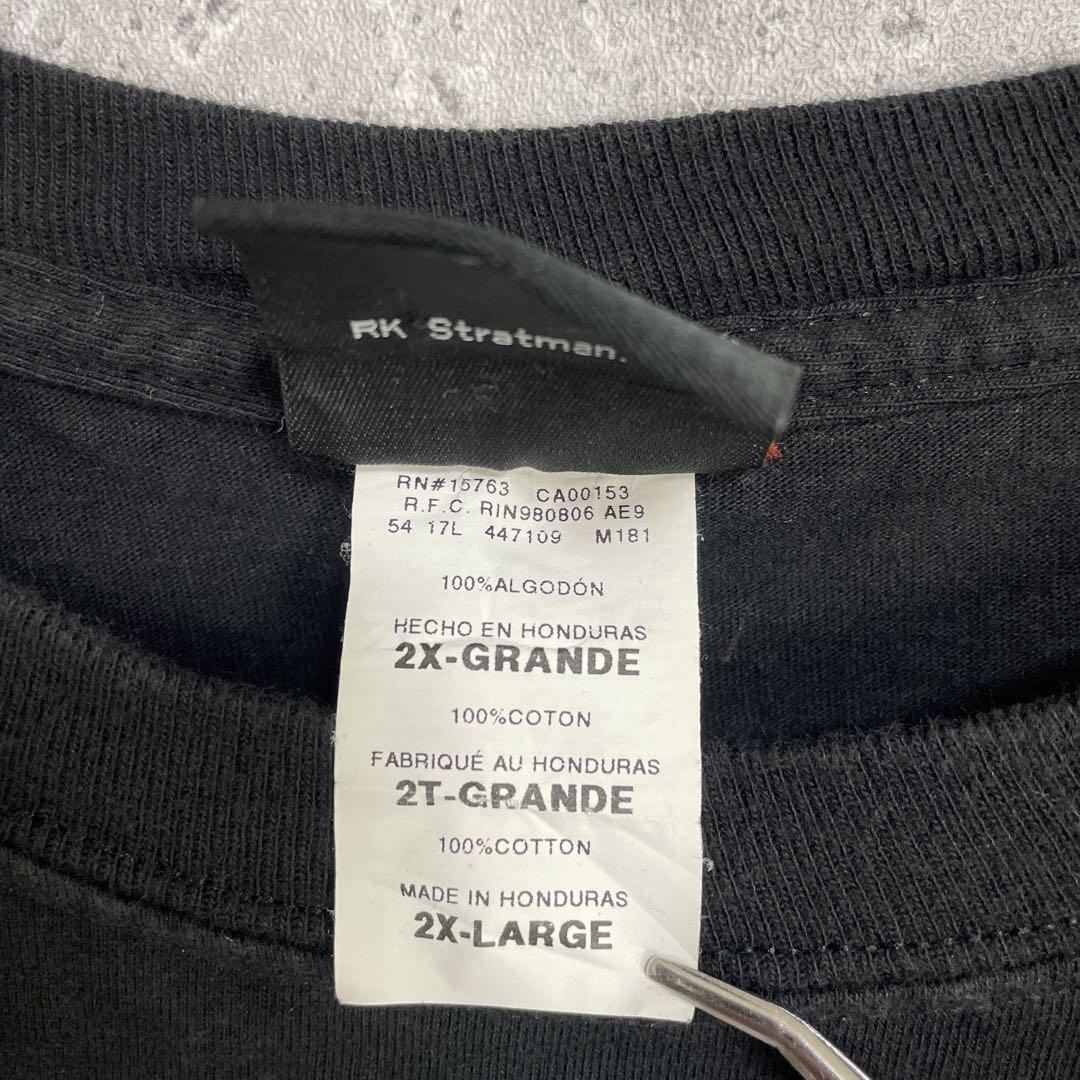 RK Stratman.
RN#15763 CA00153
R.F.C. RIN980806 AE9
54 17L 447109 M181
100%ALGODÓN
HECHO EN HONDURAS
2X-GRANDE
100%COTON
FABRIQUÉ AU HONDURAS
2T-GRANDE
100%COTTON
MADE IN HONDURAS
2X-LARGE